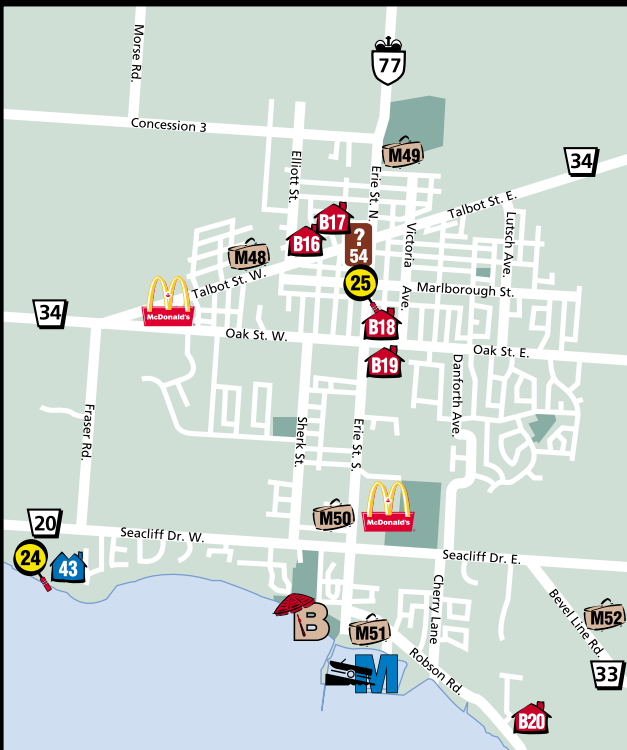 77
Morse Rd.
Concession 3
M49
34
Elliott St.
Erie St. N.
Talbot St. E.
B17
?
54
B16
Victoria
Ave.
Lutsch Ave.
M48
25
Talbot St. W.
Marlborough St.
McDonald's
34
B18
Oak St. W.
Oak St. E.
B19
Danforth Ave.
Fraser Rd.
Sherk St.
Erie St. S.
M50
McDonald's
20
Seacliff Dr. W.
Seacliff Dr. E.
24
43
Cherry Lane
Bevel Line Rd.
M52
B
M51
Robson Rd.
M
33
B20